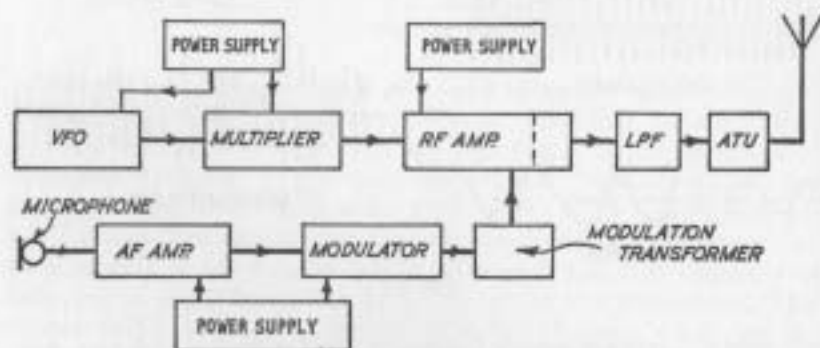 POWER SUPPLY
POWER SUPPLY
VFO
MULTIPLIER
RF AMP.
LPF
ATU
MICROPHONE
AF AMP.
MODULATOR
MODULATION
TRANSFORMER
POWER SUPPLY